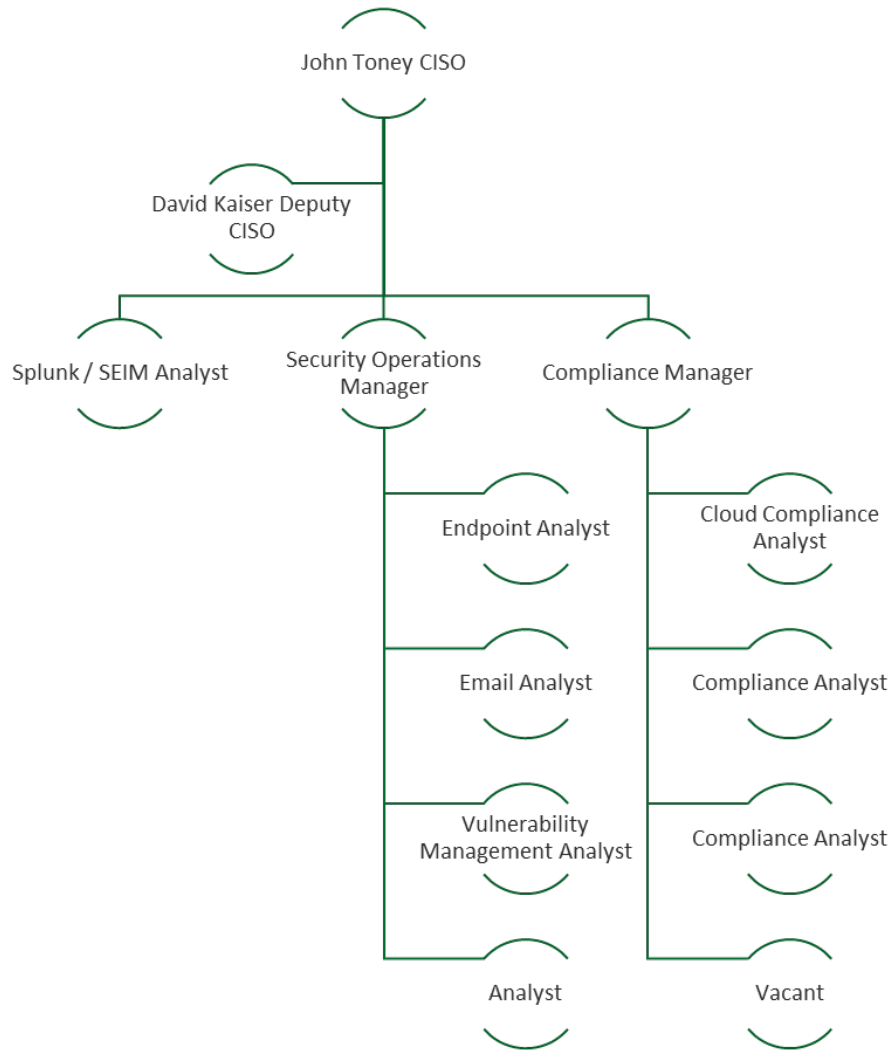 John Toney CISO
David Kaiser Deputy
CISO
Splunk / SEIM Analyst
Security Operations
Manager
Compliance Manager
Endpoint Analyst
Cloud Compliance
Analyst
Email Analyst
Compliance Analyst
Vulnerability
Management Analyst
Compliance Analyst
Analyst
Vacant